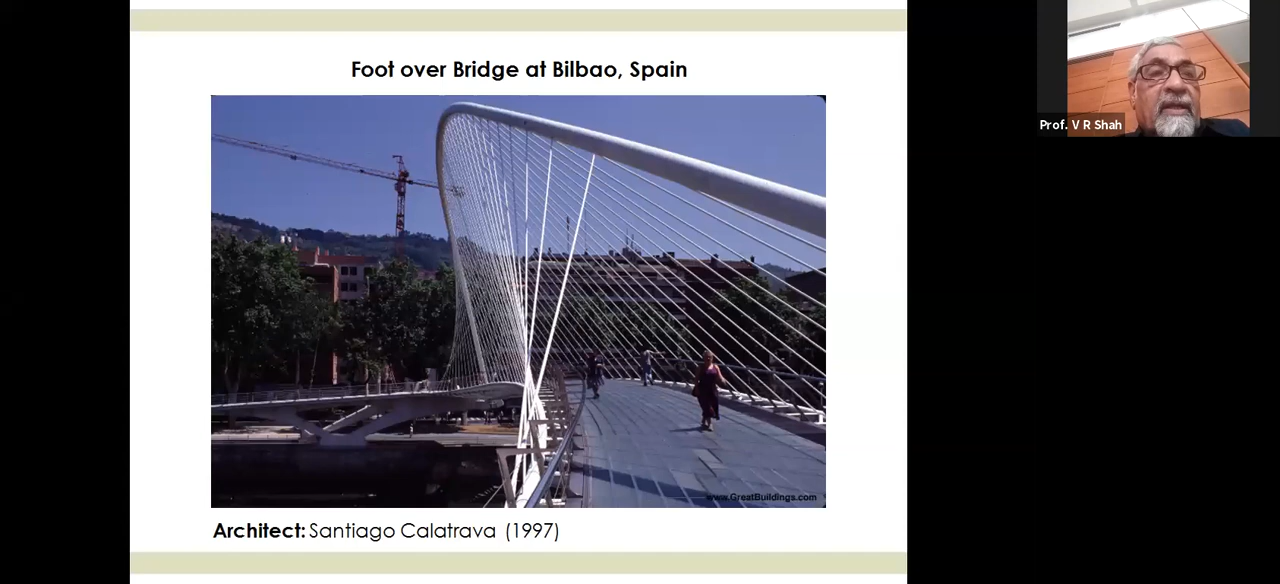 Foot over Bridge at Bilbao, Spain
Prof. V R Shah
www.GreatBuildings.com
Architect: Santiago Calatrava (1997)